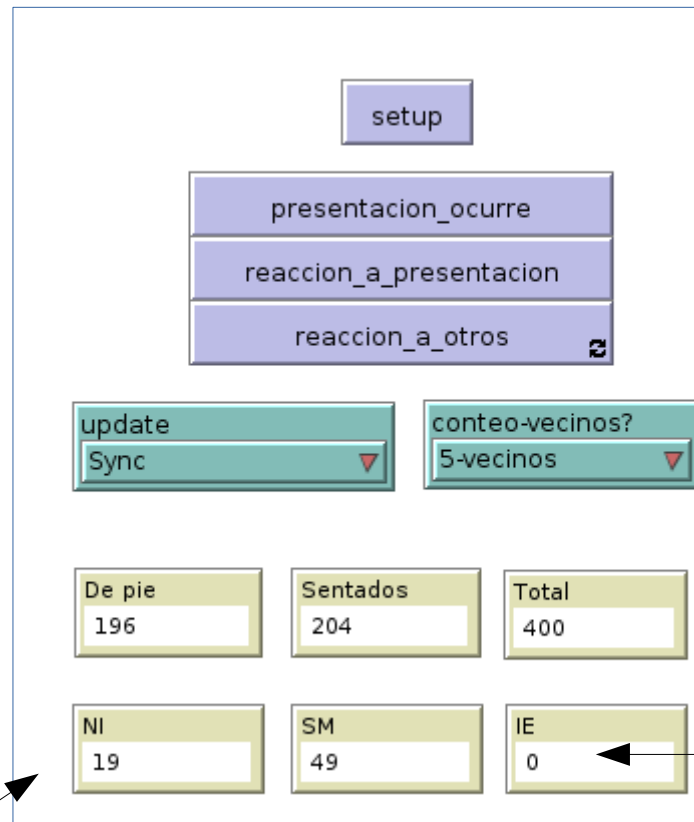 setup
presentacion_ocurre
reaccion_a_presentacion
reaccion_a_otros
update
Sync
conteo-vecinos?
5-vecinos
De pie
196
Sentados
204
Total
400
NI
19
SM
49
IE
0